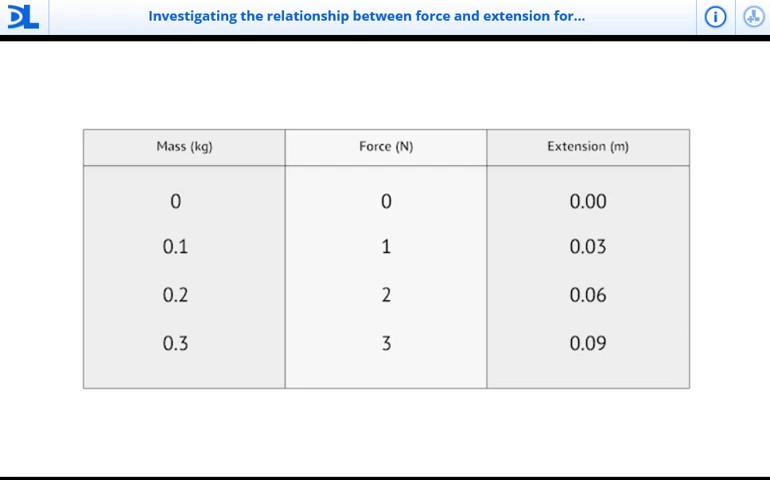 DL
Investigating the relationship between force and extension for...
Mass (kg) Force (N) Extension (m)
0 0 0.00
0.1 1 0.03
0.2 2 0.06
0.3 3 0.09